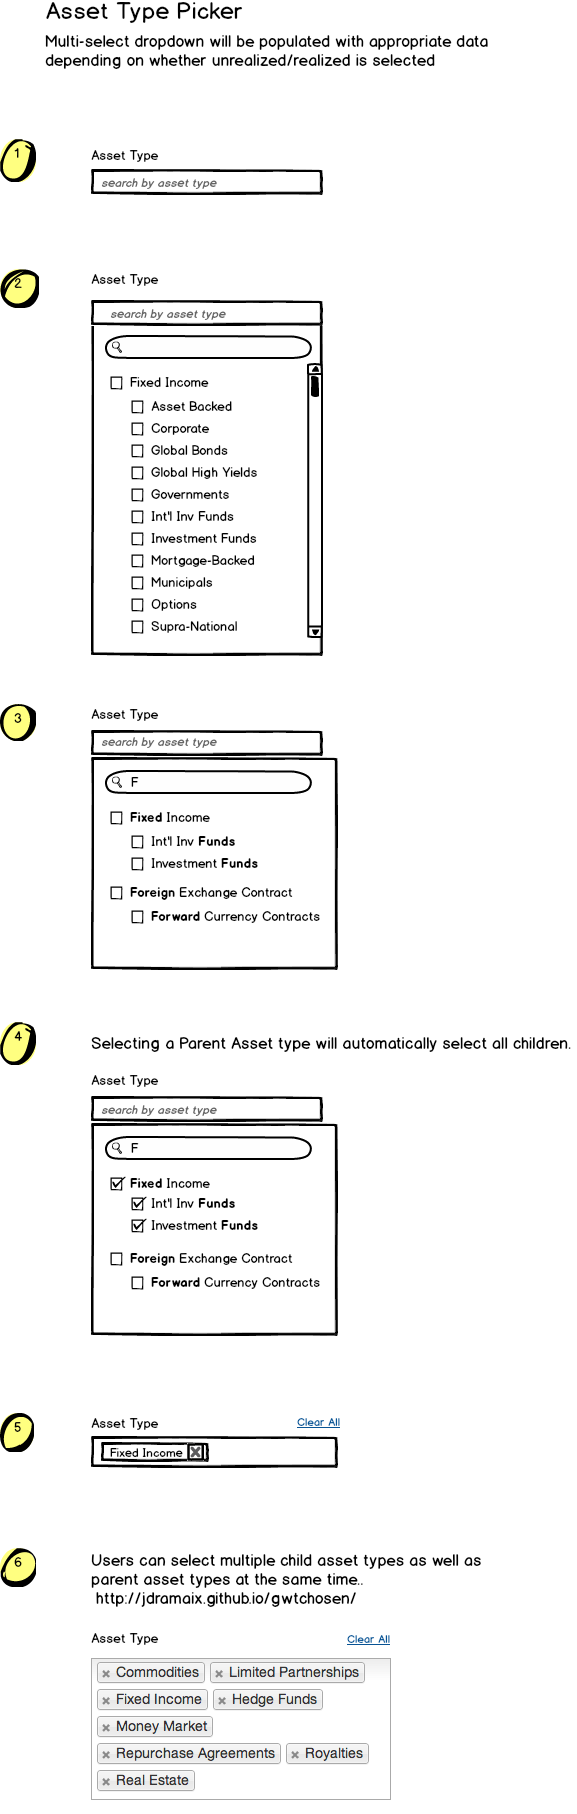 Asset Type Picker
Multi-select dropdown will be populated with appropriate data
depending on whether unrealized/realized is selected
1
Asset Type
search by asset type
2
Asset Type
search by asset type
Fixed Income
Asset Backed
Corporate
Global Bonds
Global High Yields
Governments
Int'l Inv Funds
Investment Funds
Mortgage-Backed
Municipals
Options
Supra-National
3
Asset Type
search by asset type
F
Fixed Income
Int'l Inv Funds
Investment Funds
Foreign Exchange Contract
Forward Currency Contracts
4
Selecting a Parent Asset type will automatically select all children.
Asset Type
search by asset type
F
Fixed Income
Int'l Inv Funds
Investment Funds
Foreign Exchange Contract
Forward Currency Contracts
5
Asset Type Clear All
Fixed Income
6
Users can select multiple child asset types as well as
parent asset types at the same time..
http://jdramaix.github.io/gwtchosen/
Asset Type Clear All
Commodities Limited Partnerships
Fixed Income Hedge Funds
Money Market
Repurchase Agreements Royalties
Real Estate